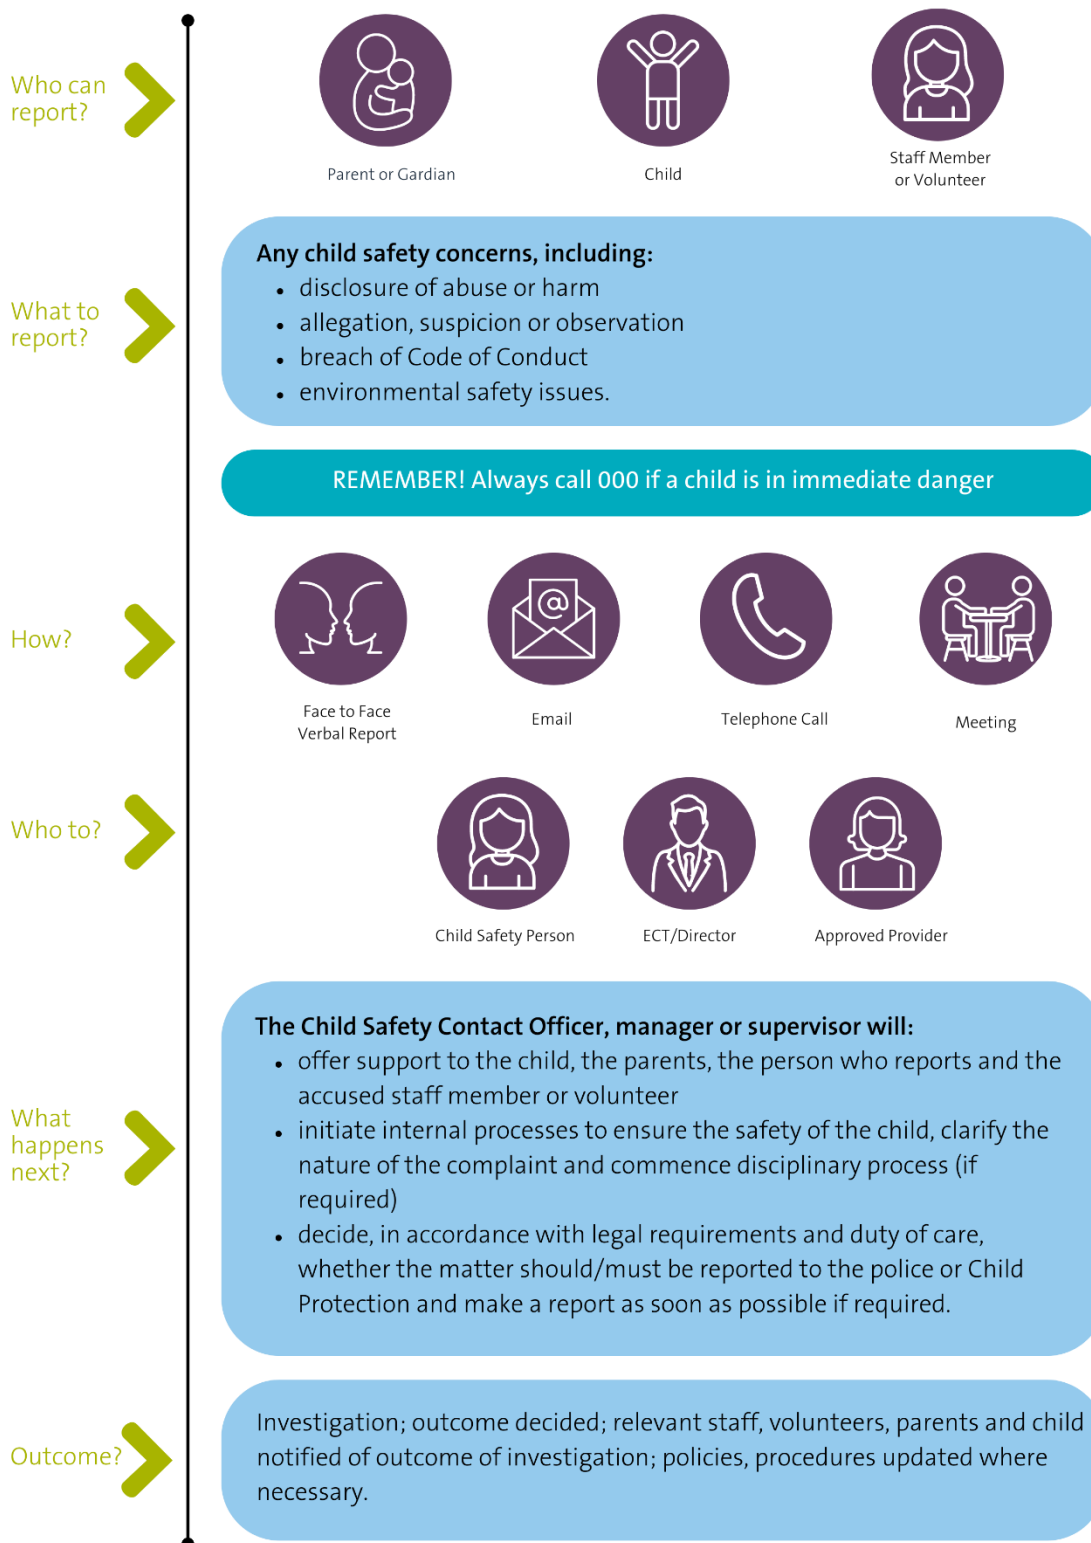 Who can
report?
Parent or Gardian
Child
Staff Member
or Volunteer
What to
report?
Any child safety concerns, including:
• disclosure of abuse or harm
• allegation, suspicion or observation
• breach of Code of Conduct
• environmental safety issues.
REMEMBER! Always call 000 if a child is in immediate danger
How?
@
Face to Face
Verbal Report
Email
Telephone Call
Meeting
Who to?
Child Safety Person
ECT/Director
Approved Provider
What
happens
next?
The Child Safety Contact Officer, manager or supervisor will:
• offer support to the child, the parents, the person who reports and the
accused staff member or volunteer
• initiate internal processes to ensure the safety of the child, clarify the
nature of the complaint and commence disciplinary process (if
required)
• decide, in accordance with legal requirements and duty of care,
whether the matter should/must be reported to the police or Child
Protection and make a report as soon as possible if required.
Outcome?
Investigation; outcome decided; relevant staff, volunteers, parents and child
notified of outcome of investigation; policies, procedures updated where
necessary.